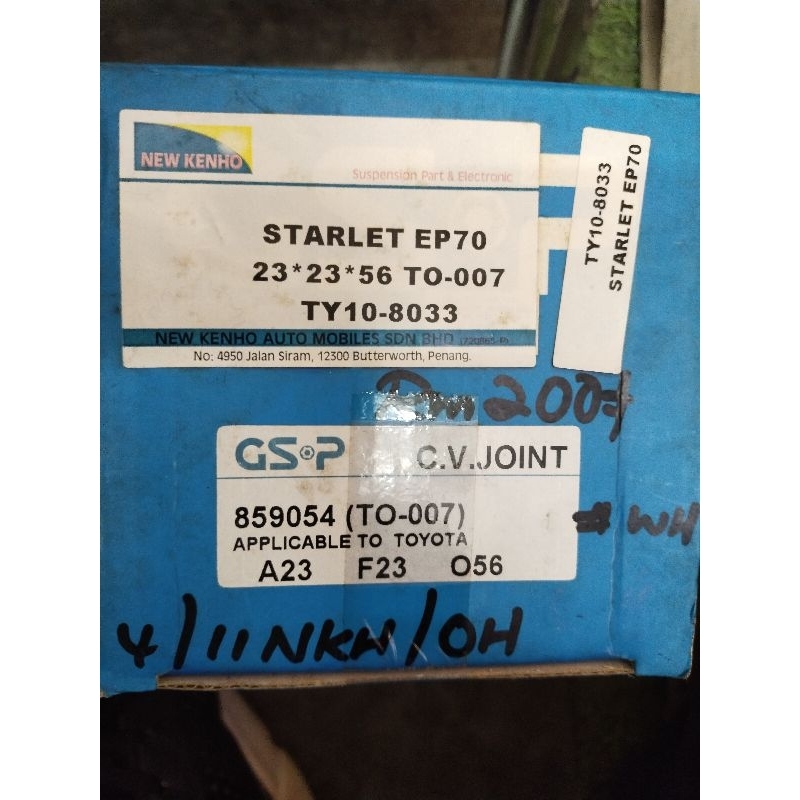 NEW KENHO
Suspension Part & Electronic
STARLET EP70
23*23*56 TO-007
TY10-8033
NEW KENHO AUTO MOBILES SDN BHD
No: 4950 Jalan Siram, 12300 Butterworth, Penang.
TY10-8033
STARLET EP70
GSP C.V.JOINT
859054 (TO-007)
APPLICABLE TO TOYOTA
A23 F23 O56
# WH
4/11 NKH/OH